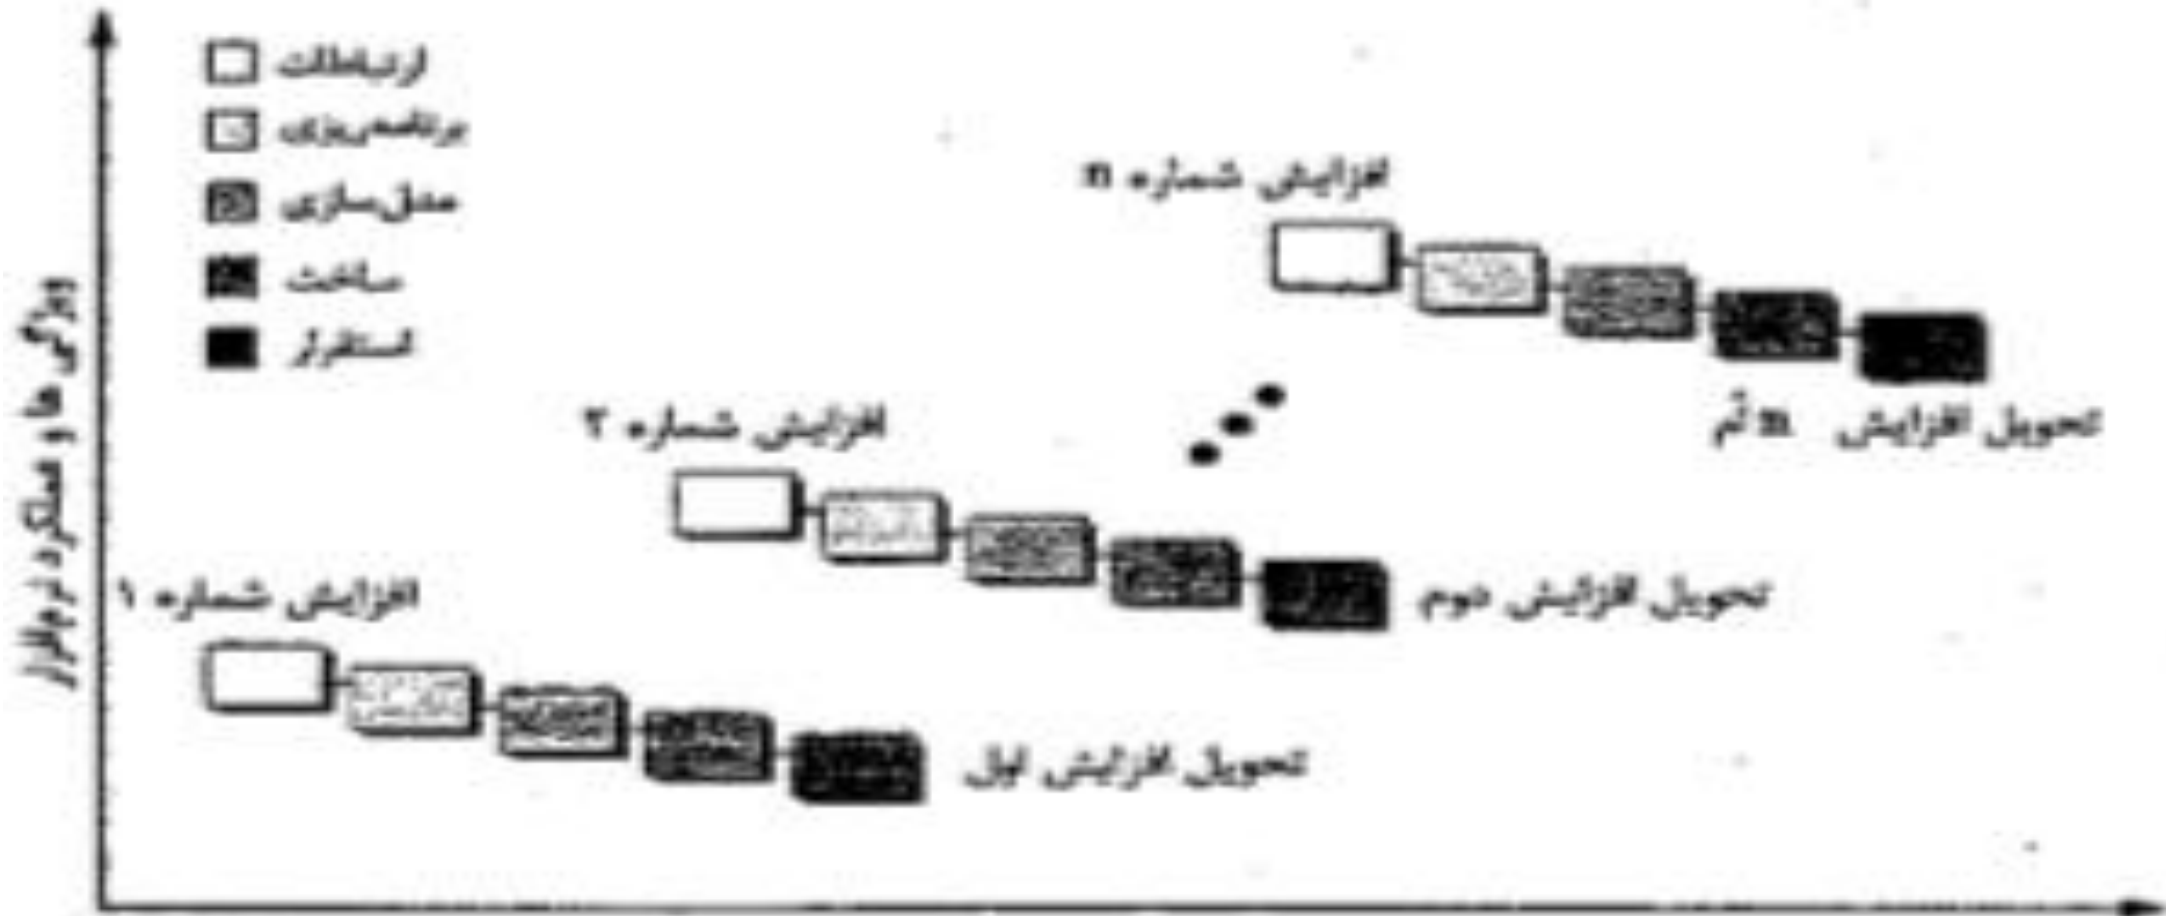 ارتباطات
برنامه‌ریزی
مدل‌سازی
ساخت
استقرار
ویژگی ها و عملکرد نرم‌افزار
افزایش شماره n
تحویل افزایش n ئم
افزایش شماره ۲
تحویل افزایش دوم
افزایش شماره ۱
تحویل افزایش اول